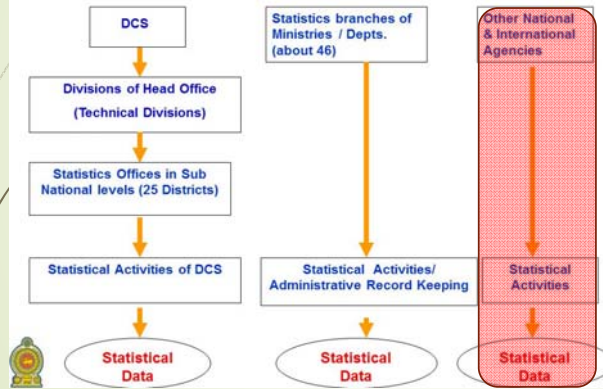 DCS
Divisions of Head Office
(Technical Divisions)
Statistics Offices in Sub
National levels (25 Districts)
Statistical Activities of DCS
Statistical
Data
Statistics branches of
Ministries / Depts.
(about 46)
Statistical Activities/
Administrative Record Keeping
Statistical
Data
Other National
& International
Agencies
Statistical
Activities
Statistical
Data